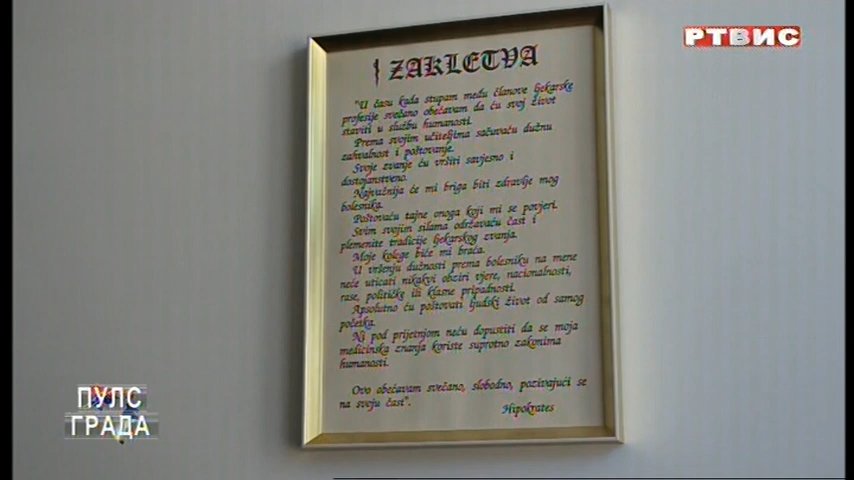 РТВИС
ZAKLETVA
"U času kada stupam među članove ljekarske
profesije svečano obećavam da ću svoj život
staviti u službu humanosti.
Prema svojim učiteljima sačuvaću dužnu
zahvalnost i poštovanje.
Svoje zvanje ću vršiti savjesno i
dostojanstveno.
Najvažnija će mi briga biti zdravlje mog
bolesnika.
Poštovaću tajne onoga koji mi se povjeri.
Svim svojim silama održavaću čast i
plemenite tradicije ljekarskog zvanja.
Moje kolege biće mi braća.
U vršenju dužnosti prema bolesniku na mene
neće uticati nikakvi obziri vjere, nacionalnosti,
rase, političke ili klasne pripadnosti.
Apsolutno ću poštovati ljudski život od samog
početka.
Ni pod prijetnjom neću dopustiti da se moja
medicinska znanja koriste suprotno zakonima
humanosti.
Ovo obećavam svečano, slobodno, pozivajući se
na svoju čast".
Hipokrates
ПУЛС
ГРАДА